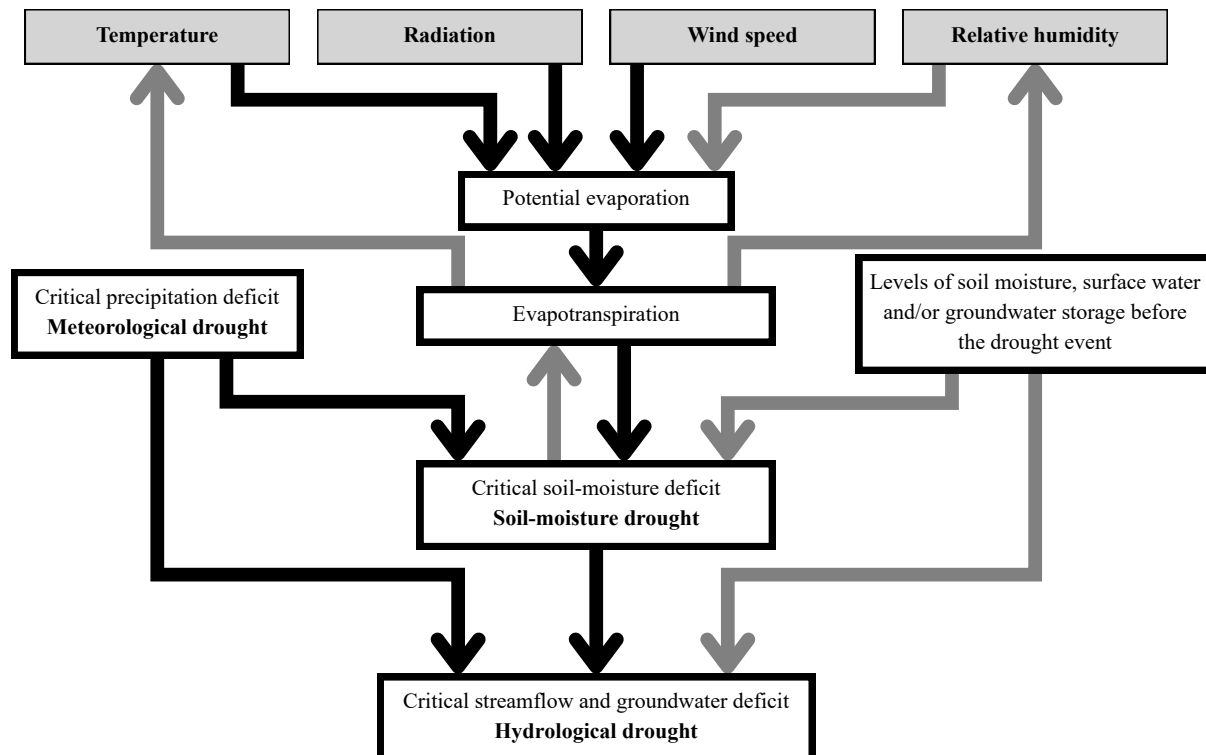 Temperature
Radiation
Wind speed
Relative humidity
Potential evaporation
Critical precipitation deficit
Meteorological drought
Evapotranspiration
Levels of soil moisture, surface water
and/or groundwater storage before
the drought event
Critical soil-moisture deficit
Soil-moisture drought
Critical streamflow and groundwater deficit
Hydrological drought